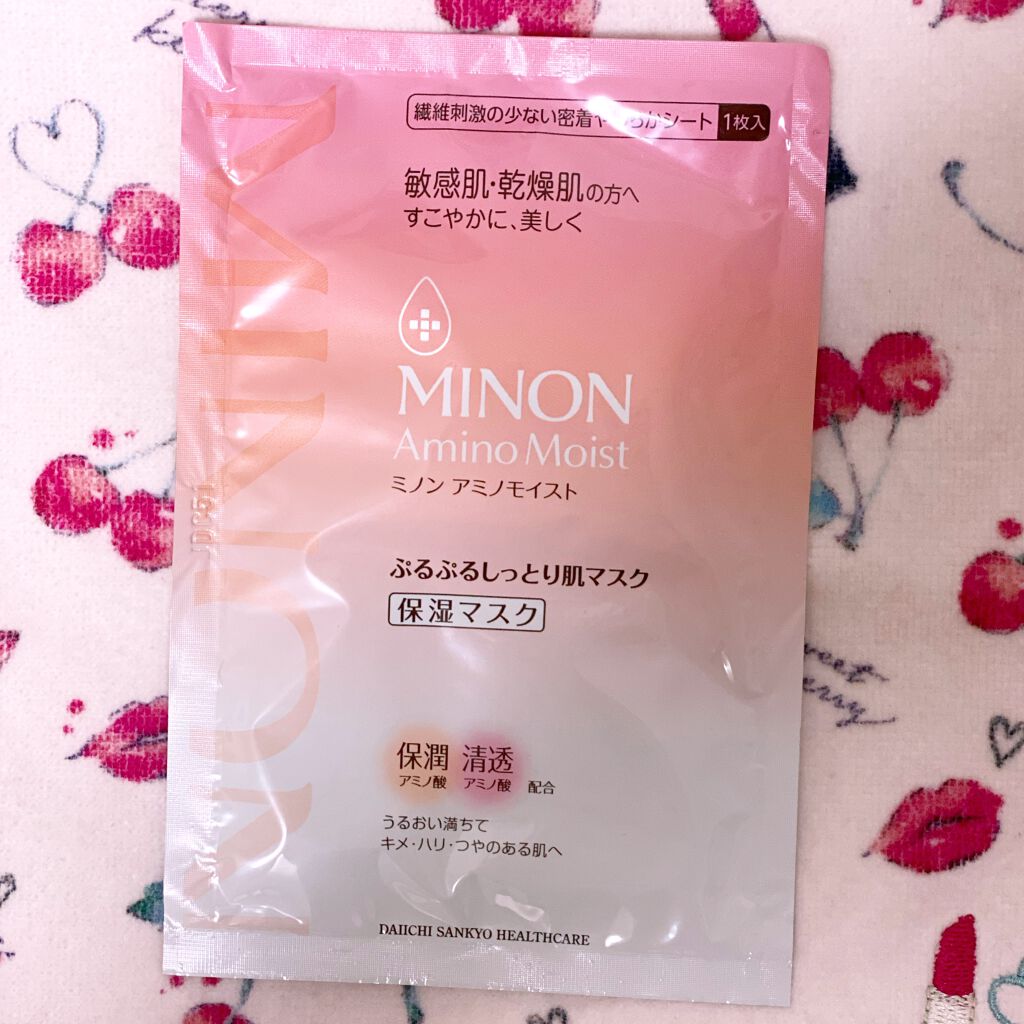 繊維刺激の少ない密着やわらかシート 1枚入
敏感肌・乾燥肌の方へ
すこやかに、美しく
MINON
Amino Moist
ミノン アミノモイスト
ぷるぷるしっとり肌マスク
保湿マスク
保潤 清透
アミノ酸 アミノ酸 配合
うるおい満ちて
キメ・ハリ・つやのある肌へ
DAIICHI SANKYO HEALTHCARE
MINON